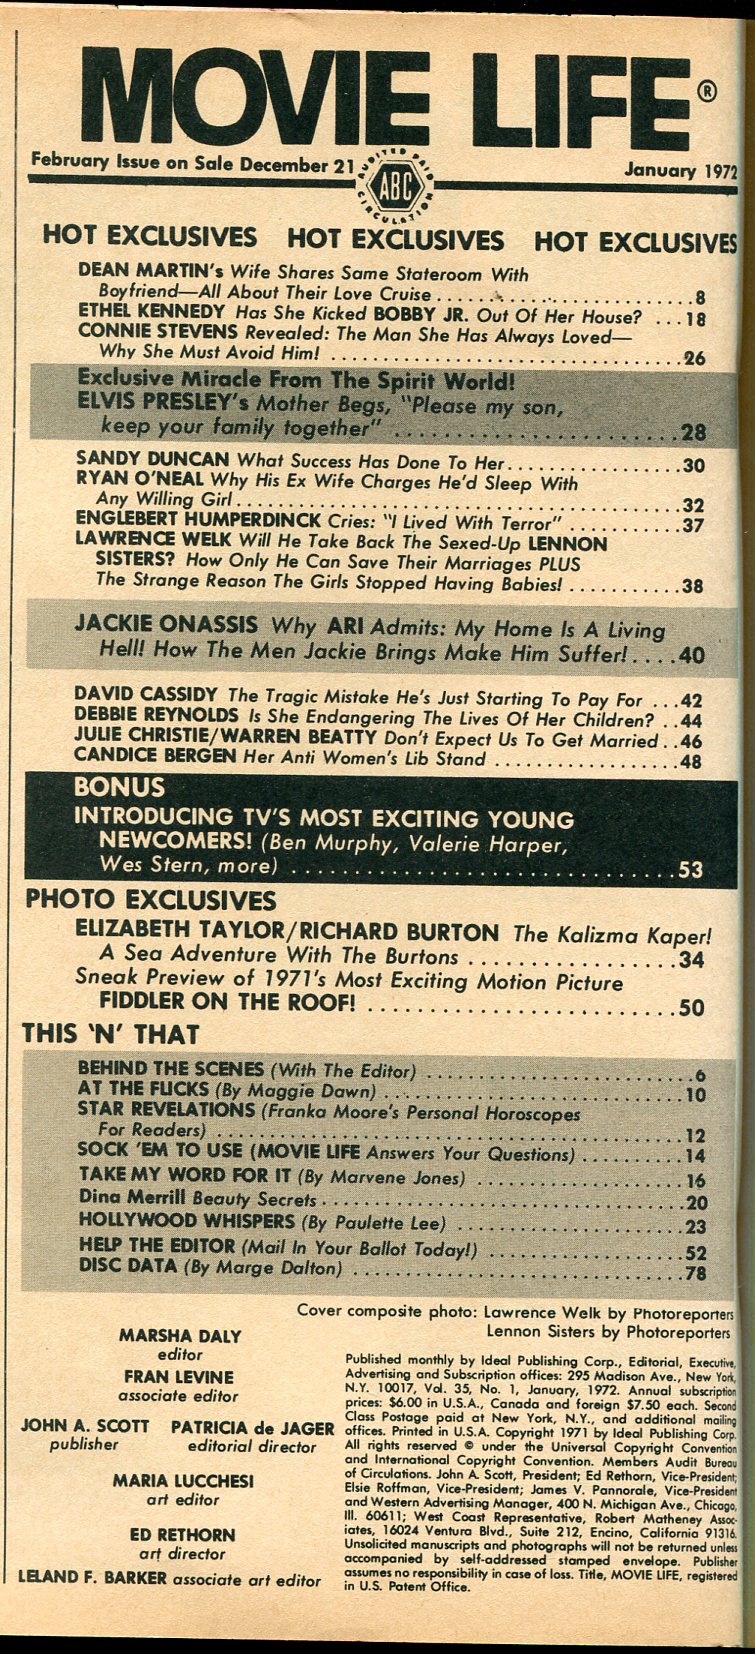 MOVIE LIFE®
February Issue on Sale December 21
AUDITED PAID
ABC
CIRCULATION
January 1972
HOT EXCLUSIVES HOT EXCLUSIVES HOT EXCLUSIVES
DEAN MARTIN's Wife Shares Same Stateroom With
Boyfriend—All About Their Love Cruise . . . . . . . . . . 8
ETHEL KENNEDY Has She Kicked BOBBY JR. Out Of Her House? . . . 18
CONNIE STEVENS Revealed: The Man She Has Always Loved—
Why She Must Avoid Him! . . . . . . . . . . 26
Exclusive Miracle From The Spirit World!
ELVIS PRESLEY's Mother Begs, "Please my son,
keep your family together" . . . . . . . . . . 28
SANDY DUNCAN What Success Has Done To Her . . . . . . . . . . 30
RYAN O'NEAL Why His Ex Wife Charges He'd Sleep With
Any Willing Girl . . . . . . . . . . 32
ENGLEBERT HUMPERDINCK Cries: "I Lived With Terror" . . . . . . . . . . 37
LAWRENCE WELK Will He Take Back The Sexed-Up LENNON
SISTERS? How Only He Can Save Their Marriages PLUS
The Strange Reason The Girls Stopped Having Babies! . . . . . . . . . . 38
JACKIE ONASSIS Why ARI Admits: My Home Is A Living
Hell! How The Men Jackie Brings Make Him Suffer! . . . . 40
DAVID CASSIDY The Tragic Mistake He's Just Starting To Pay For . . . 42
DEBBIE REYNOLDS Is She Endangering The Lives Of Her Children? . . 44
JULIE CHRISTIE/WARREN BEATTY Don't Expect Us To Get Married . . 46
CANDICE BERGEN Her Anti Women's Lib Stand . . . . . . . . . . 48
BONUS
INTRODUCING TV'S MOST EXCITING YOUNG
NEWCOMERS! (Ben Murphy, Valerie Harper,
Wes Stern, more) . . . . . . . . . . 53
PHOTO EXCLUSIVES
ELIZABETH TAYLOR/RICHARD BURTON The Kalizma Kaper!
A Sea Adventure With The Burtons . . . . . . . . . . 34
Sneak Preview of 1971's Most Exciting Motion Picture
FIDDLER ON THE ROOF! . . . . . . . . . . 50
THIS 'N' THAT
BEHIND THE SCENES (With The Editor) . . . . . . . . . . 6
AT THE FLICKS (By Maggie Dawn) . . . . . . . . . . 10
STAR REVELATIONS (Franka Moore's Personal Horoscopes
For Readers) . . . . . . . . . . 12
SOCK 'EM TO USE (MOVIE LIFE Answers Your Questions) . . . . . . . . . . 14
TAKE MY WORD FOR IT (By Marvene Jones) . . . . . . . . . . 16
Dina Merrill Beauty Secrets . . . . . . . . . . 20
HOLLYWOOD WHISPERS (By Paulette Lee) . . . . . . . . . . 23
HELP THE EDITOR (Mail In Your Ballot Today!) . . . . . . . . . . 52
DISC DATA (By Marge Dalton) . . . . . . . . . . 78
Cover composite photo: Lawrence Welk by Photoreporters
Lennon Sisters by Photoreporters
MARSHA DALY
editor
FRAN LEVINE
associate editor
JOHN A. SCOTT PATRICIA de JAGER
publisher editorial director
MARIA LUCCHESI
art editor
ED RETHORN
art director
LELAND F. BARKER associate art editor
Published monthly by Ideal Publishing Corp., Editorial, Executive,
Advertising and Subscription offices: 295 Madison Ave., New York,
N.Y. 10017, Vol. 35, No. 1, January, 1972. Annual subscription
prices: $6.00 in U.S.A., Canada and foreign $7.50 each. Second
Class Postage paid at New York, N.Y., and additional mailing
offices. Printed in U.S.A. Copyright 1971 by Ideal Publishing Corp.
All rights reserved © under the Universal Copyright Convention
and International Copyright Convention. Members Audit Bureau
of Circulations. John A. Scott, President; Ed Rethorn, Vice-President;
Elsie Roffman, Vice-President; James V. Pannorale, Vice-President
and Western Advertising Manager, 400 N. Michigan Ave., Chicago,
Ill. 60611; West Coast Representative, Robert Matheney Assoc-
iates, 16024 Ventura Blvd., Suite 212, Encino, California 91316.
Unsolicited manuscripts and photographs will not be returned unless
accompanied by self-addressed stamped envelope. Publisher
assumes no responsibility in case of loss. Title, MOVIE LIFE, registered
in U.S. Patent Office.